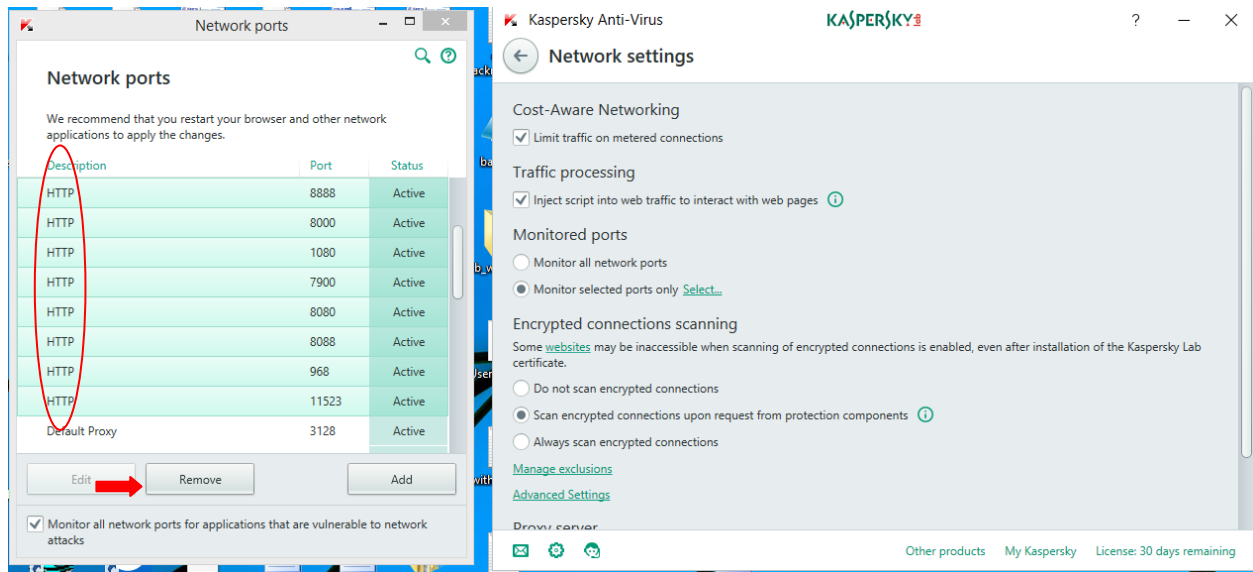 Network ports
Network ports
We recommend that you restart your browser and other network
applications to apply the changes.
Description Port Status
HTTP 8888 Active
HTTP 8000 Active
HTTP 1080 Active
HTTP 7900 Active
HTTP 8080 Active
HTTP 8088 Active
HTTP 968 Active
HTTP 11523 Active
Default Proxy 3128 Active
Edit Remove Add
Monitor all network ports for applications that are vulnerable to network
attacks
Kaspersky Anti-Virus KASPERSKY
Network settings
Cost-Aware Networking
Limit traffic on metered connections
Traffic processing
Inject script into web traffic to interact with web pages
Monitored ports
Monitor all network ports
Monitor selected ports only Select...
Encrypted connections scanning
Some websites may be inaccessible when scanning of encrypted connections is enabled, even after installation of the Kaspersky Lab
certificate.
Do not scan encrypted connections
Scan encrypted connections upon request from protection components
Always scan encrypted connections
Manage exclusions
Advanced Settings
Proxy server
Other products My Kaspersky License: 30 days remaining